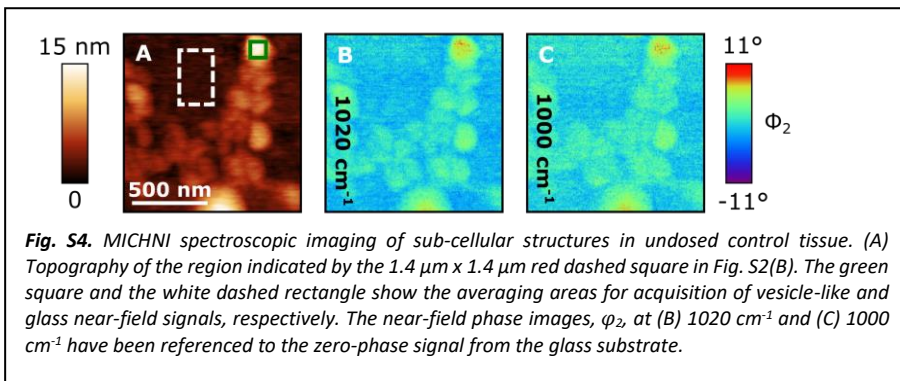 15 nm
0
A
500 nm
B
1020 cm⁻¹
C
1000 cm⁻¹
11°
Φ₂
-11°
Fig. S4. MICHNI spectroscopic imaging of sub-cellular structures in undosed control tissue. (A)
Topography of the region indicated by the 1.4 μm x 1.4 μm red dashed square in Fig. S2(B). The green
square and the white dashed rectangle show the averaging areas for acquisition of vesicle-like and
glass near-field signals, respectively. The near-field phase images, φ₂, at (B) 1020 cm⁻¹ and (C) 1000
cm⁻¹ have been referenced to the zero-phase signal from the glass substrate.